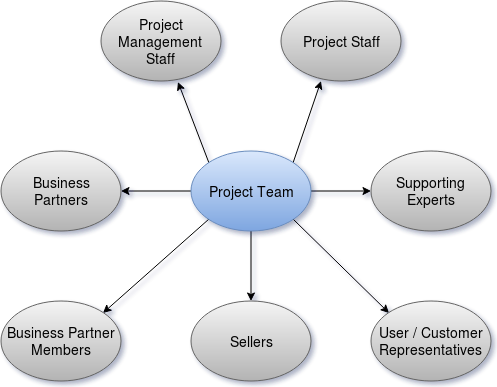 Project
Management
Staff
Project Staff
Business
Partners
Project Team
Supporting
Experts
Business Partner
Members
Sellers
User / Customer
Representatives